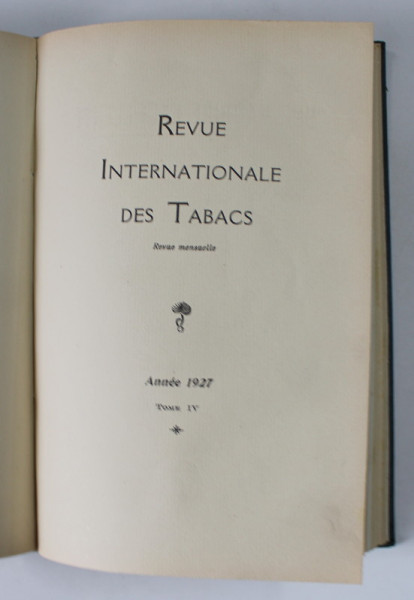 REVUE
INTERNATIONALE
DES TABACS
Revue mensuelle
Année 1927
TOME IV